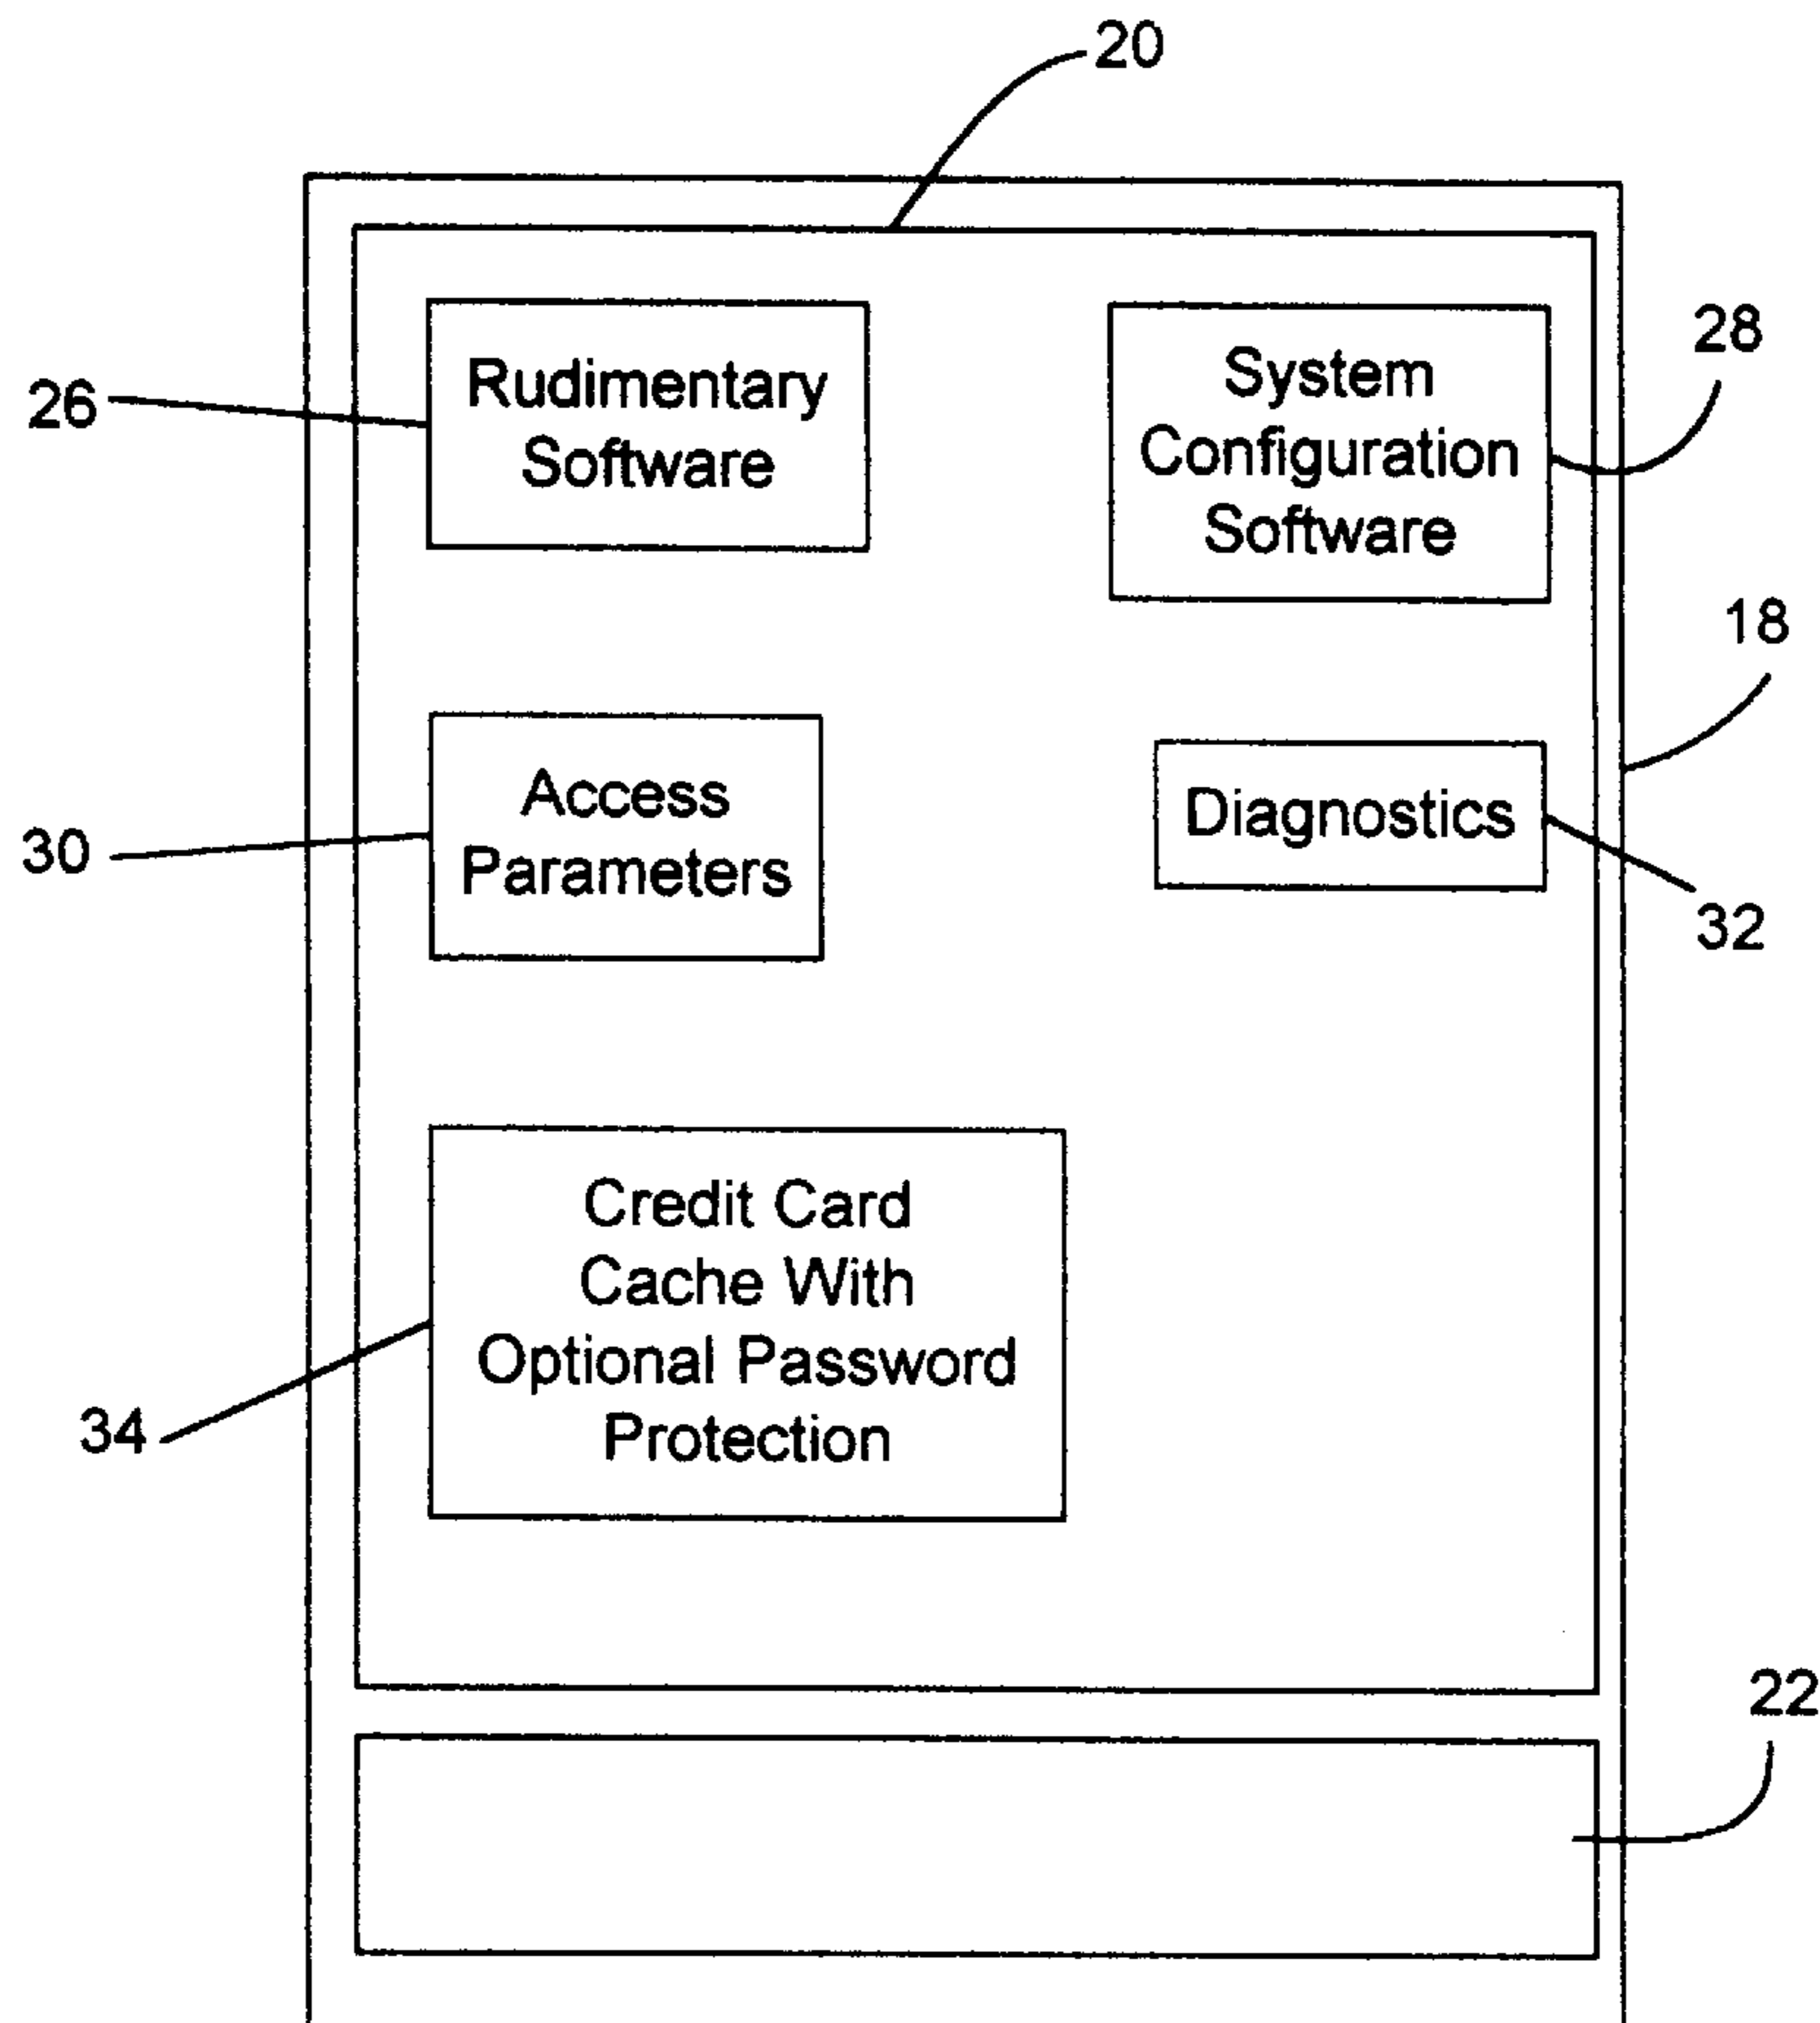 20
Rudimentary
Software
26
System
Configuration
Software
28
18
Access
Parameters
30
Diagnostics
32
Credit Card
Cache With
Optional Password
Protection
34
22